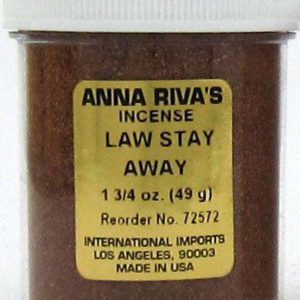 ANNA RIVA'S
INCENSE
LAW STAY
AWAY
1 3/4 oz. (49 g)
Reorder No. 72572
INTERNATIONAL IMPORTS
LOS ANGELES, 90003
MADE IN USA